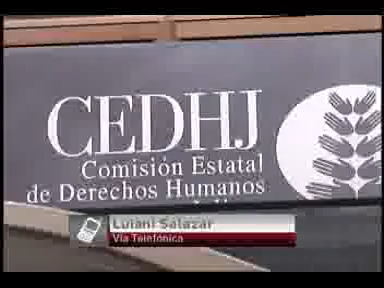 CEDHJ
Comisión Estatal
de Derechos Humanos
Luiani Salazar
Vía Telefónica